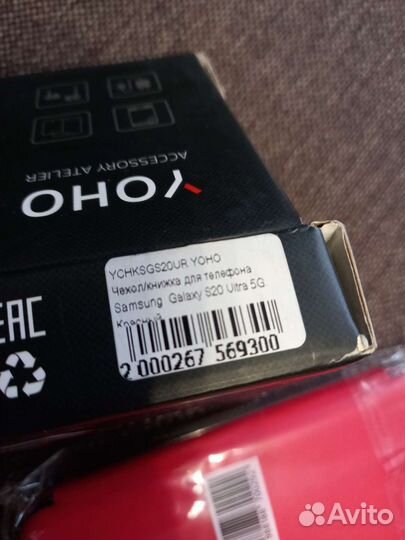 YOHO
ACCESSORY ATELIER
YCHKSGS20UR YOHO
Чехол/книжка для телефона
Samsung Galaxy S20 Ultra 5G
Красный
2 000267 569300
EAC
Avito